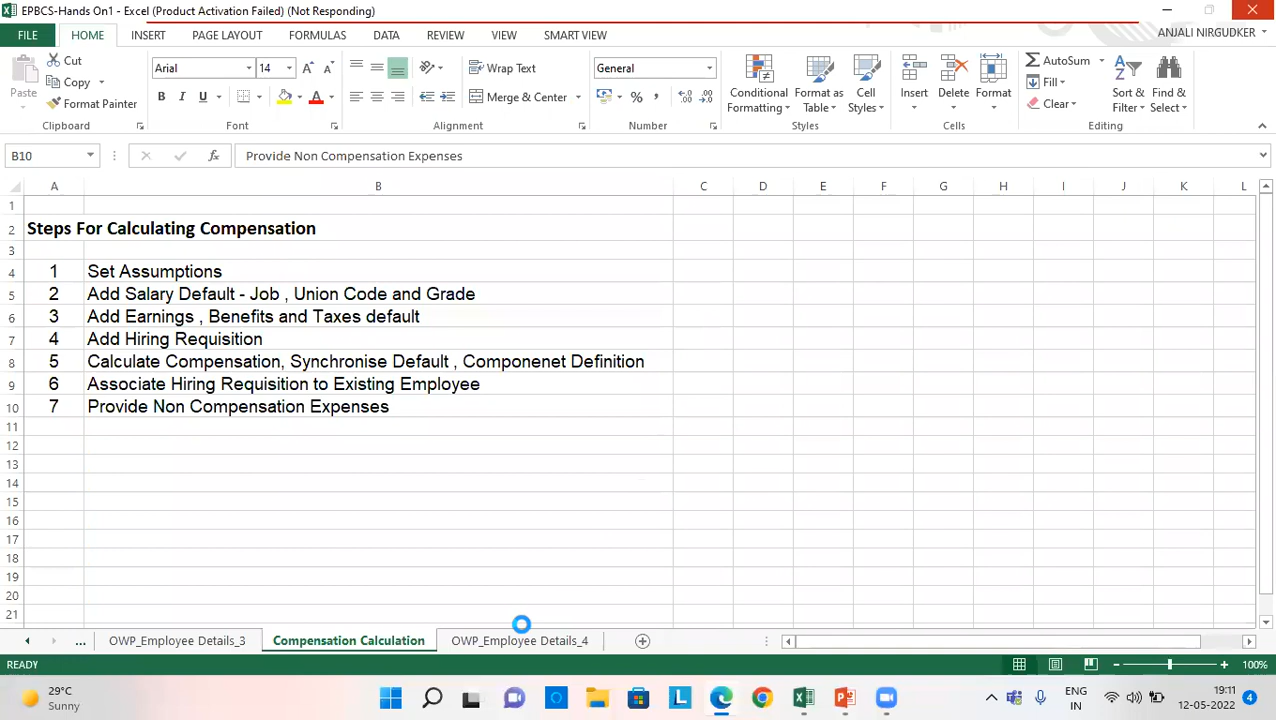 EPBCS-Hands On1 - Excel (Product Activation Failed) (Not Responding)
FILE HOME INSERT PAGE LAYOUT FORMULAS DATA REVIEW VIEW SMART VIEW ANJALI NIRGUDKER
Paste
Cut
Copy
Format Painter
Clipboard
Arial 14
B I U
Font
Wrap Text
Merge & Center
Alignment
General
%
Number
Conditional Formatting
Format as Table
Cell Styles
Styles
Insert Delete Format
Cells
AutoSum
Fill
Clear
Sort & Filter
Find & Select
Editing
B10 fx Provide Non Compensation Expenses
A B C D E F G H I J K L
1
2 Steps For Calculating Compensation
3
4 1 Set Assumptions
5 2 Add Salary Default - Job , Union Code and Grade
6 3 Add Earnings , Benefits and Taxes default
7 4 Add Hiring Requisition
8 5 Calculate Compensation, Synchronise Default , Componenet Definition
9 6 Associate Hiring Requisition to Existing Employee
10 7 Provide Non Compensation Expenses
11
12
13
14
15
16
17
18
19
20
21
... OWP_Employee Details_3 Compensation Calculation OWP_Employee Details_4
READY 100%
29°C
Sunny
ENG
IN
19:11
12-05-2022
4